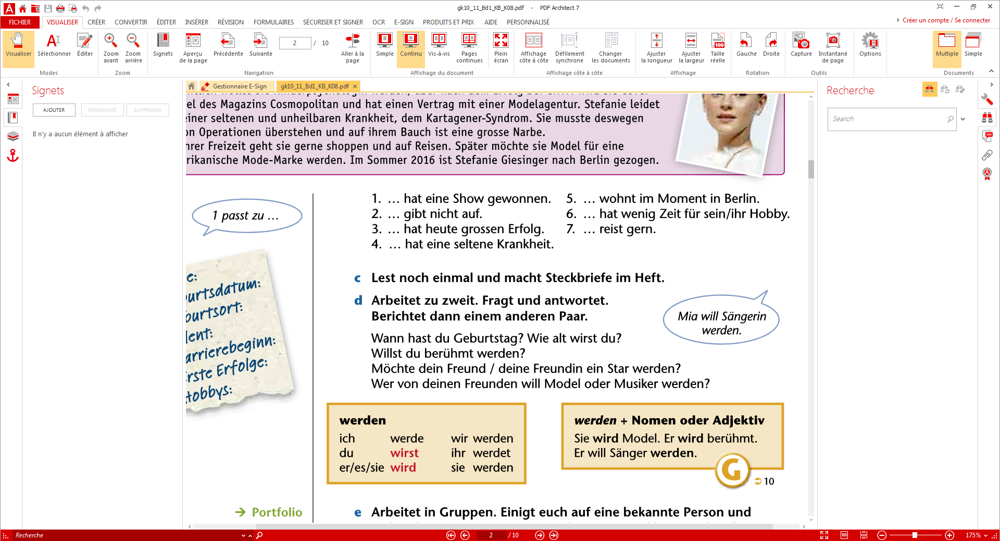 gk10_11_Bd1_KB_K08.pdf - PDF Architect 7
FICHIER VISUALISER CRÉER CONVERTIR ÉDITER INSÉRER RÉVISION FORMULAIRES SÉCURISER ET SIGNER OCR E-SIGN PRODUITS ET PRIX AIDE PERSONNALISÉ Créer un compte / Se connecter
Visualiser Sélectionner Éditer
Modes
Zoom avant Zoom arrière
Zoom
Signets Aperçu de la page Précédente Suivante 2 / 10 Aller à la page
Navigation
Simple Continu Vis-à-vis Pages continues Plein écran
Affichage du document
Affichage côte à côte Défilement synchrone Changer les documents
Affichage côte à côte
Ajuster la longueur Ajuster la largeur 100 Taille réelle
Affichage
Gauche Droite
Rotation
Capture Instantané de page
Outils
Options
Multiple Simple
Documents
Signets
AJOUTER RENOMMER SUPPRIMER
Il n'y a aucun élément à afficher
Gestionnaire E-Sign gk10_11_Bd1_KB_K08.pdf
el des Magazins Cosmopolitan und hat einen Vertrag mit einer Modelagentur. Stefanie leidet
einer seltenen und unheilbaren Krankheit, dem Kartagener-Syndrom. Sie musste deswegen
on Operationen überstehen und auf ihrem Bauch ist eine grosse Narbe.
hrer Freizeit geht sie gerne shoppen und auf Reisen. Später möchte sie Model für eine
rikanische Mode-Marke werden. Im Sommer 2016 ist Stefanie Giesinger nach Berlin gezogen.
1 passt zu …
1. … hat eine Show gewonnen.
2. … gibt nicht auf.
3. … hat heute grossen Erfolg.
4. … hat eine seltene Krankheit.
5. … wohnt im Moment in Berlin.
6. … hat wenig Zeit für sein/ihr Hobby.
7. … reist gern.
e:
burtsdatum:
burtsort:
lent:
arrierebeginn:
Erste Erfolge:
Hobbys:
c Lest noch einmal und macht Steckbriefe im Heft.
d Arbeitet zu zweit. Fragt und antwortet.
Berichtet dann einem anderen Paar.
Mia will Sängerin
werden.
Wann hast du Geburtstag? Wie alt wirst du?
Willst du berühmt werden?
Möchte dein Freund / deine Freundin ein Star werden?
Wer von deinen Freunden will Model oder Musiker werden?
werden
ich werde wir werden
du wirst ihr werdet
er/es/sie wird sie werden
werden + Nomen oder Adjektiv
Sie wird Model. Er wird berühmt.
Er will Sänger werden.
G
10
→ Portfolio
e Arbeitet in Gruppen. Einigt euch auf eine bekannte Person und
Recherche
Search
Recherche 2 / 10 100 175%